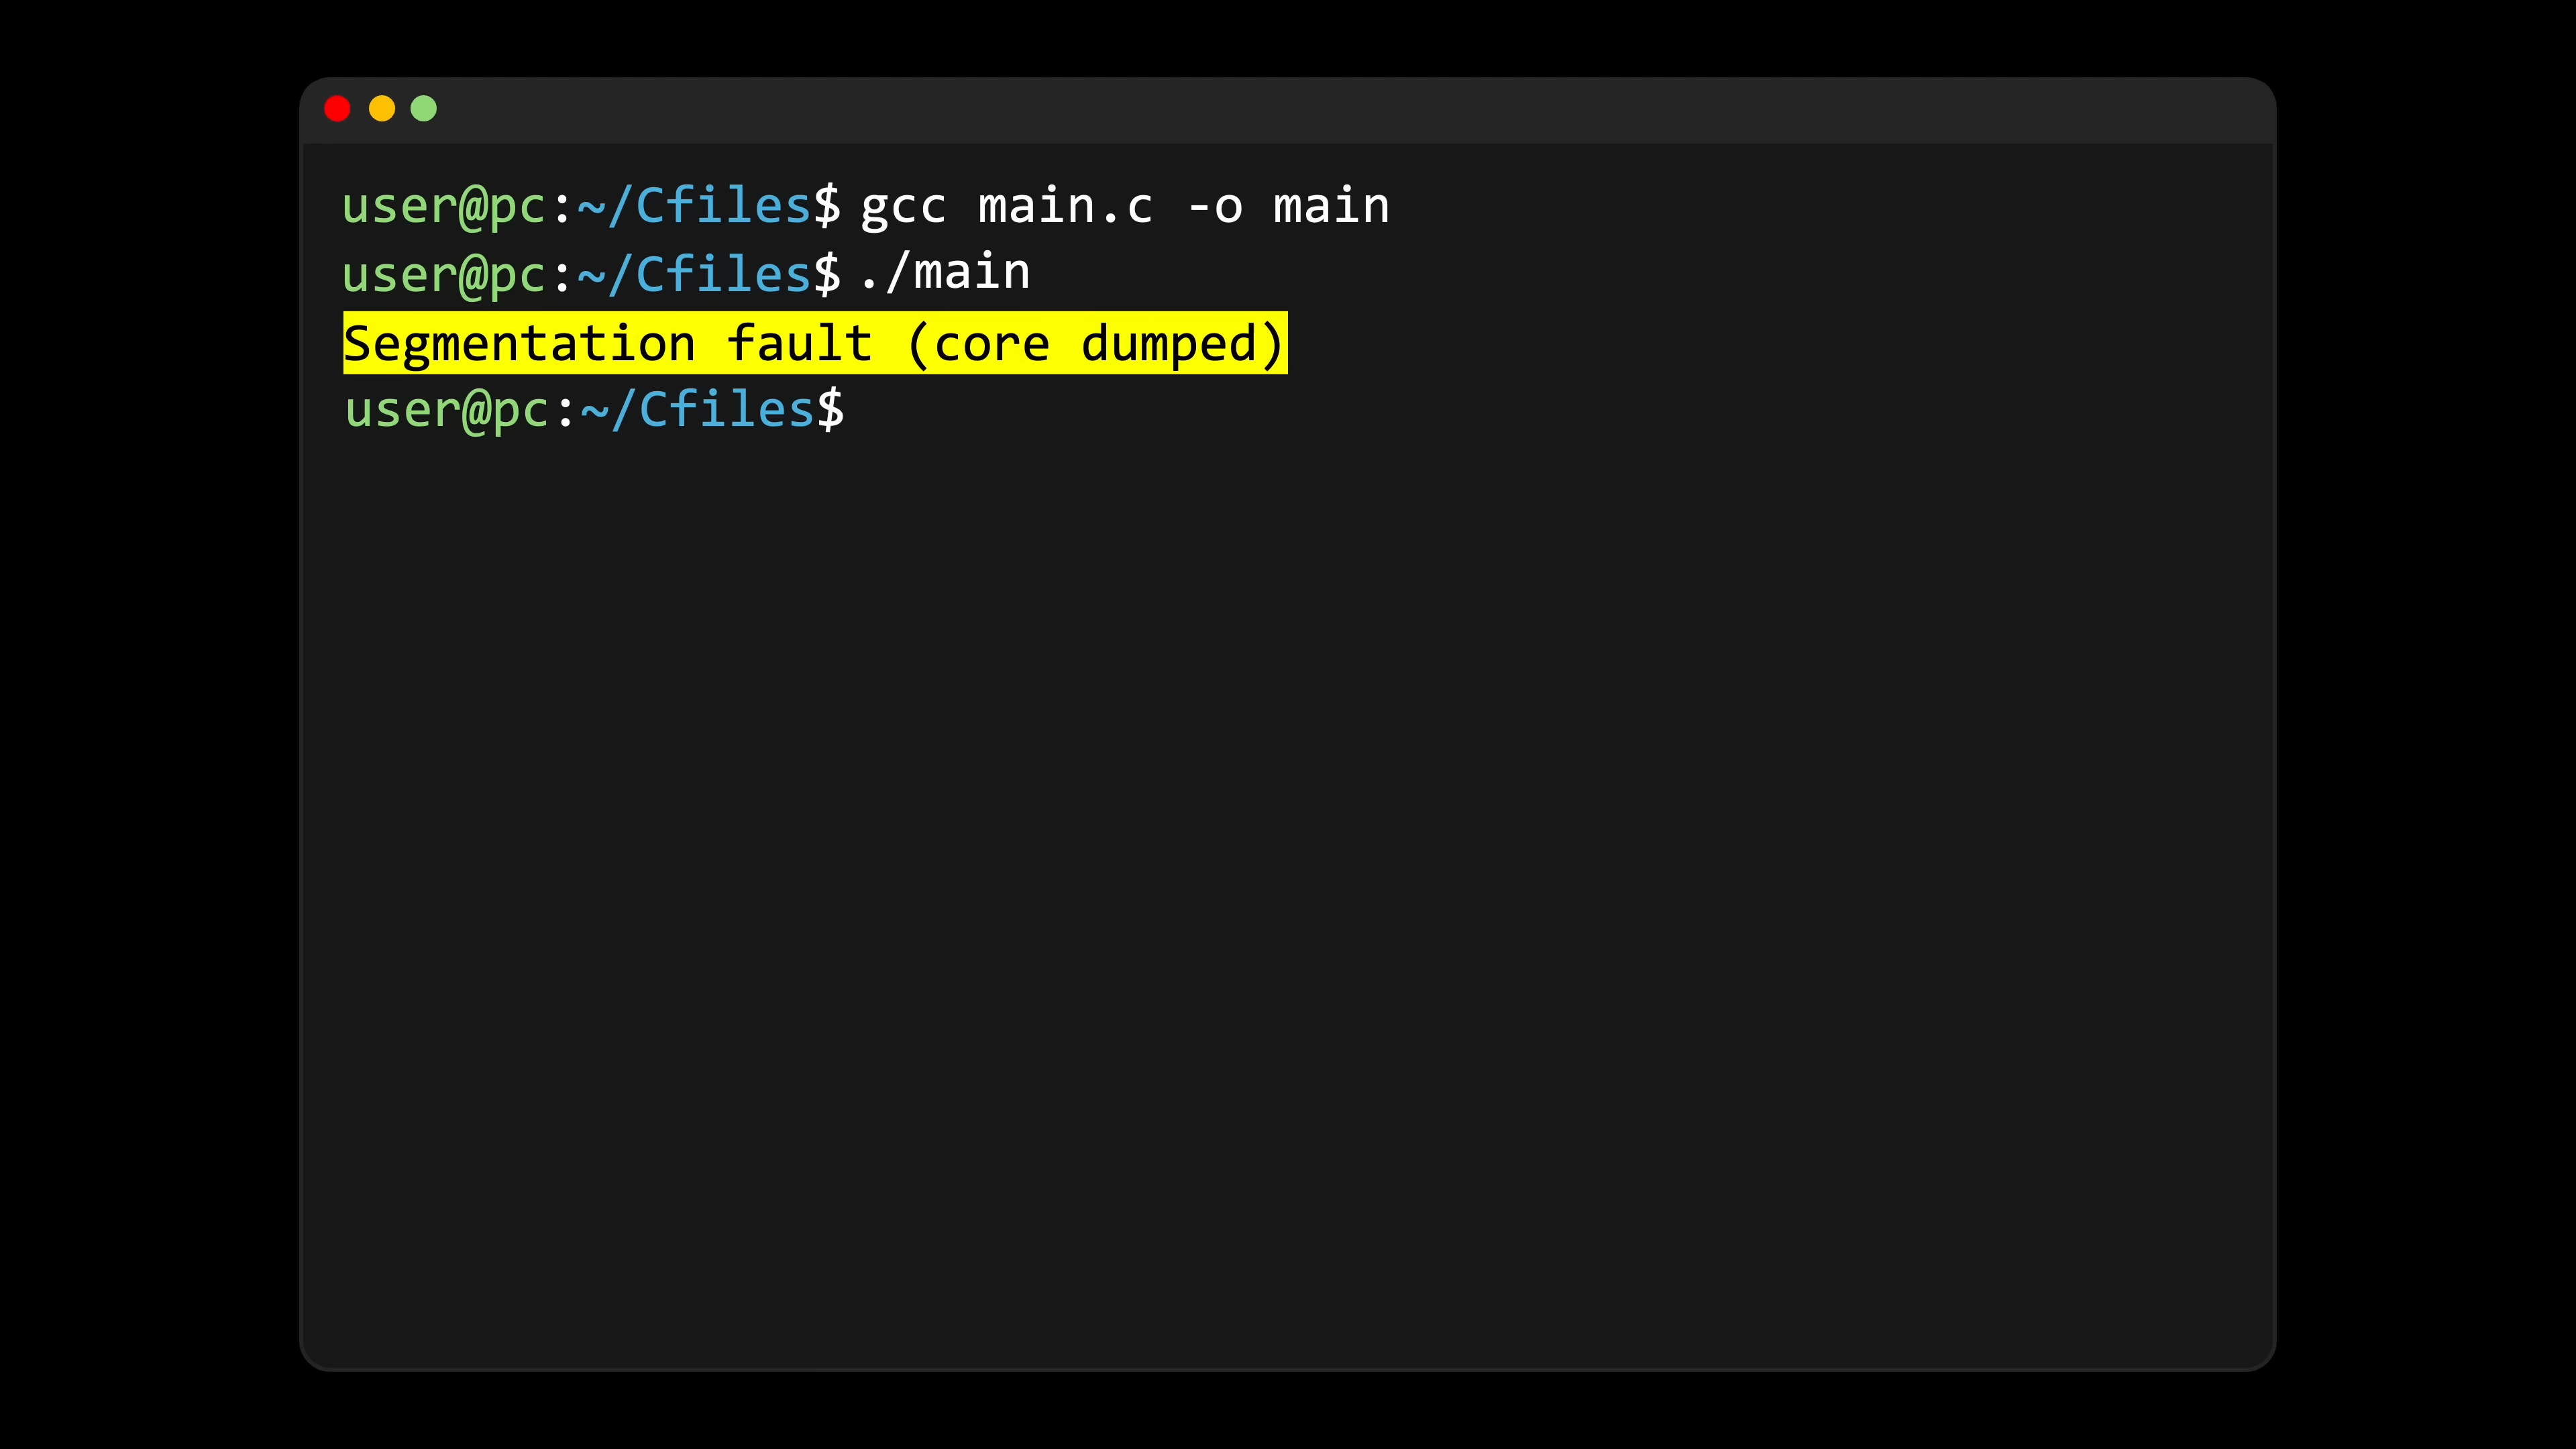 user@pc:~/Cfiles$ gcc main.c -o main
user@pc:~/Cfiles$ ./main
Segmentation fault (core dumped)
user@pc:~/Cfiles$